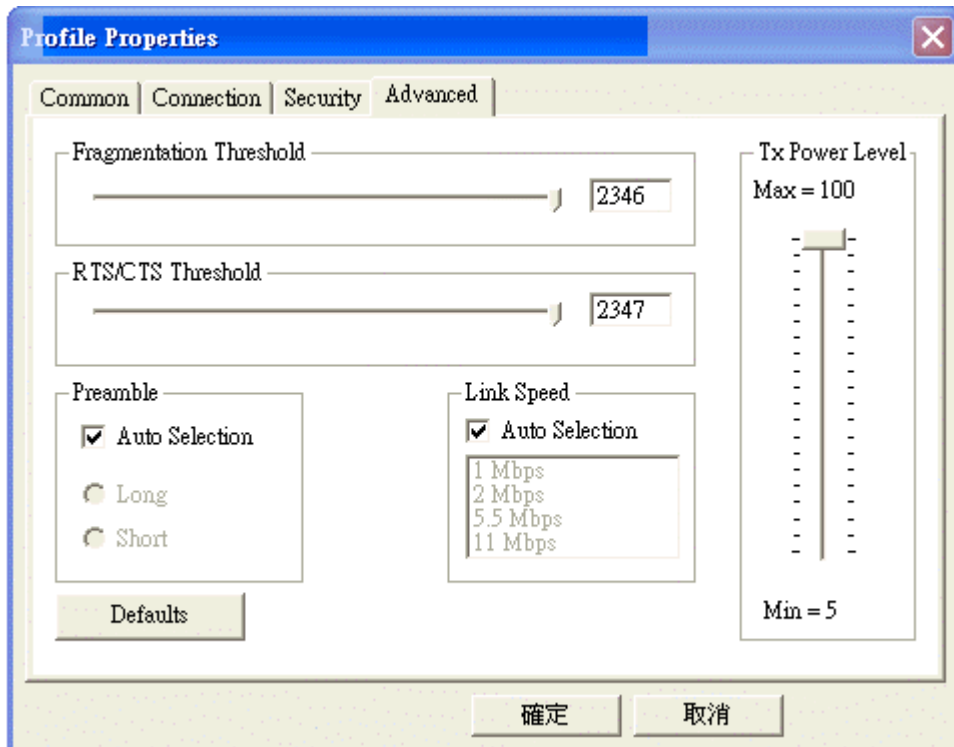 Profile Properties
Common
Connection
Security
Advanced
Fragmentation Threshold
2346
RTS/CTS Threshold
2347
Preamble
Auto Selection
Long
Short
Link Speed
Auto Selection
1 Mbps
2 Mbps
5.5 Mbps
11 Mbps
Tx Power Level
Max = 100
Min = 5
Defaults
確定
取消